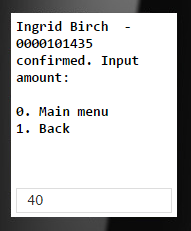 Ingrid Birch  -
0000101435
confirmed. Input
amount:

0. Main menu
1. Back

40